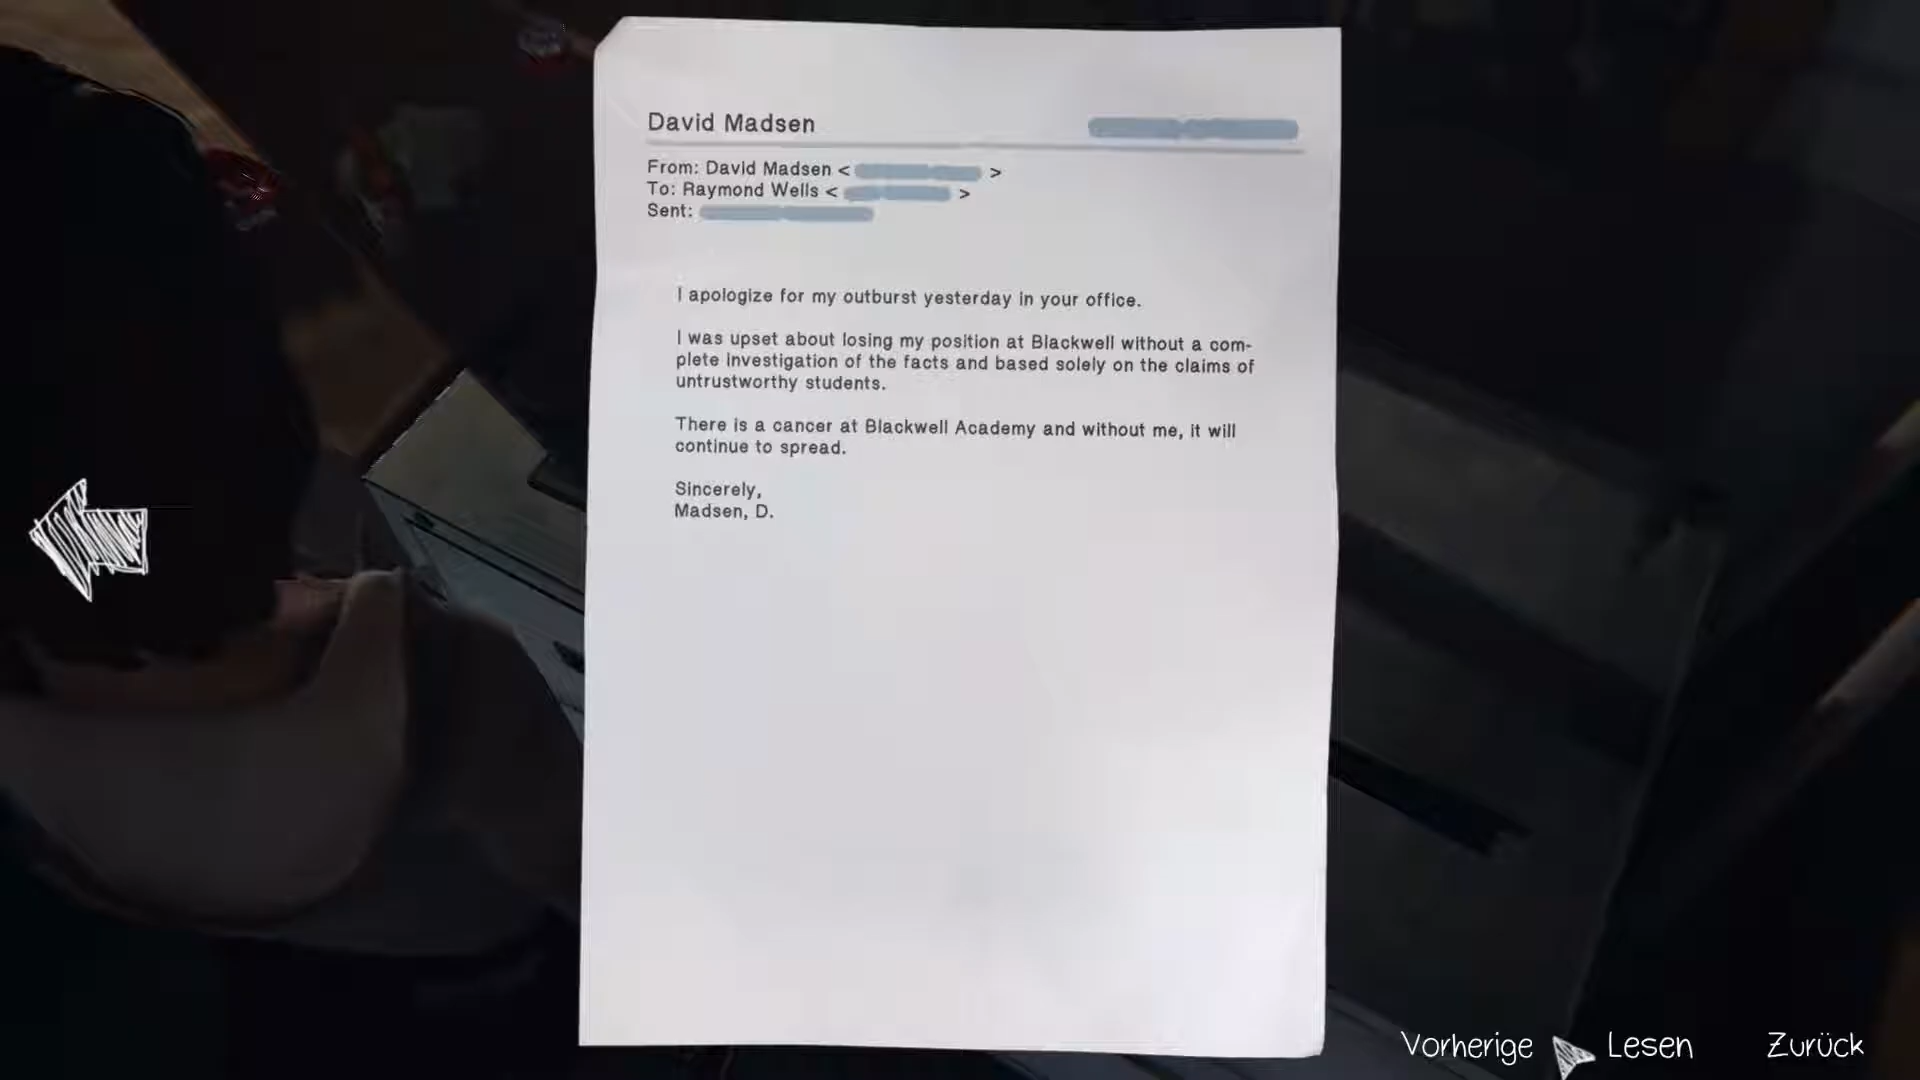 David Madsen
From: David Madsen < >
To: Raymond Wells < >
Sent:
I apologize for my outburst yesterday in your office.
I was upset about losing my position at Blackwell without a com-
plete investigation of the facts and based solely on the claims of
untrustworthy students.
There is a cancer at Blackwell Academy and without me, it will
continue to spread.
Sincerely,
Madsen, D.
Vorherige Lesen Zurück